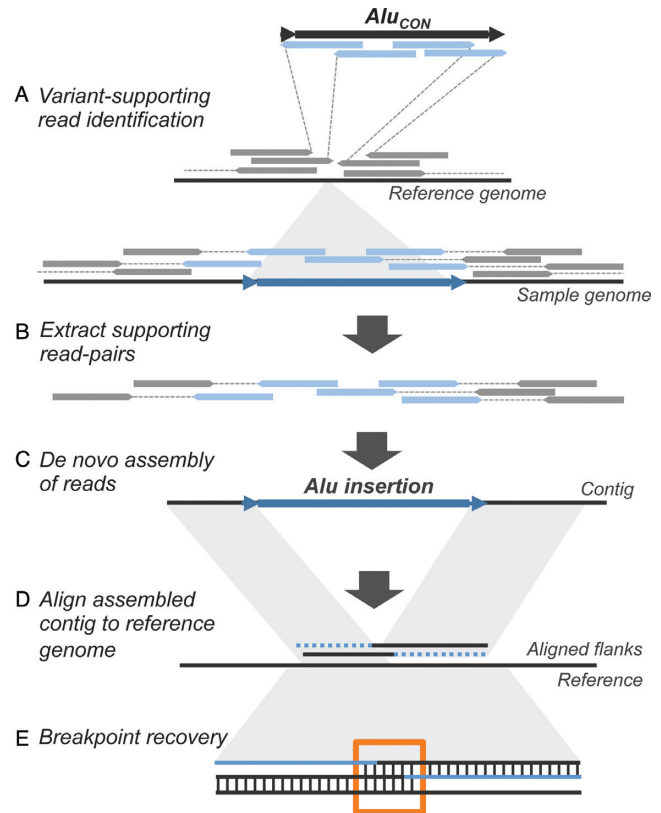 Alu CON
A Variant-supporting
read identification
Reference genome
Sample genome
B Extract supporting
read-pairs
C De novo assembly
of reads
Alu insertion
Contig
D Align assembled
contig to reference
genome
Aligned flanks
Reference
E Breakpoint recovery